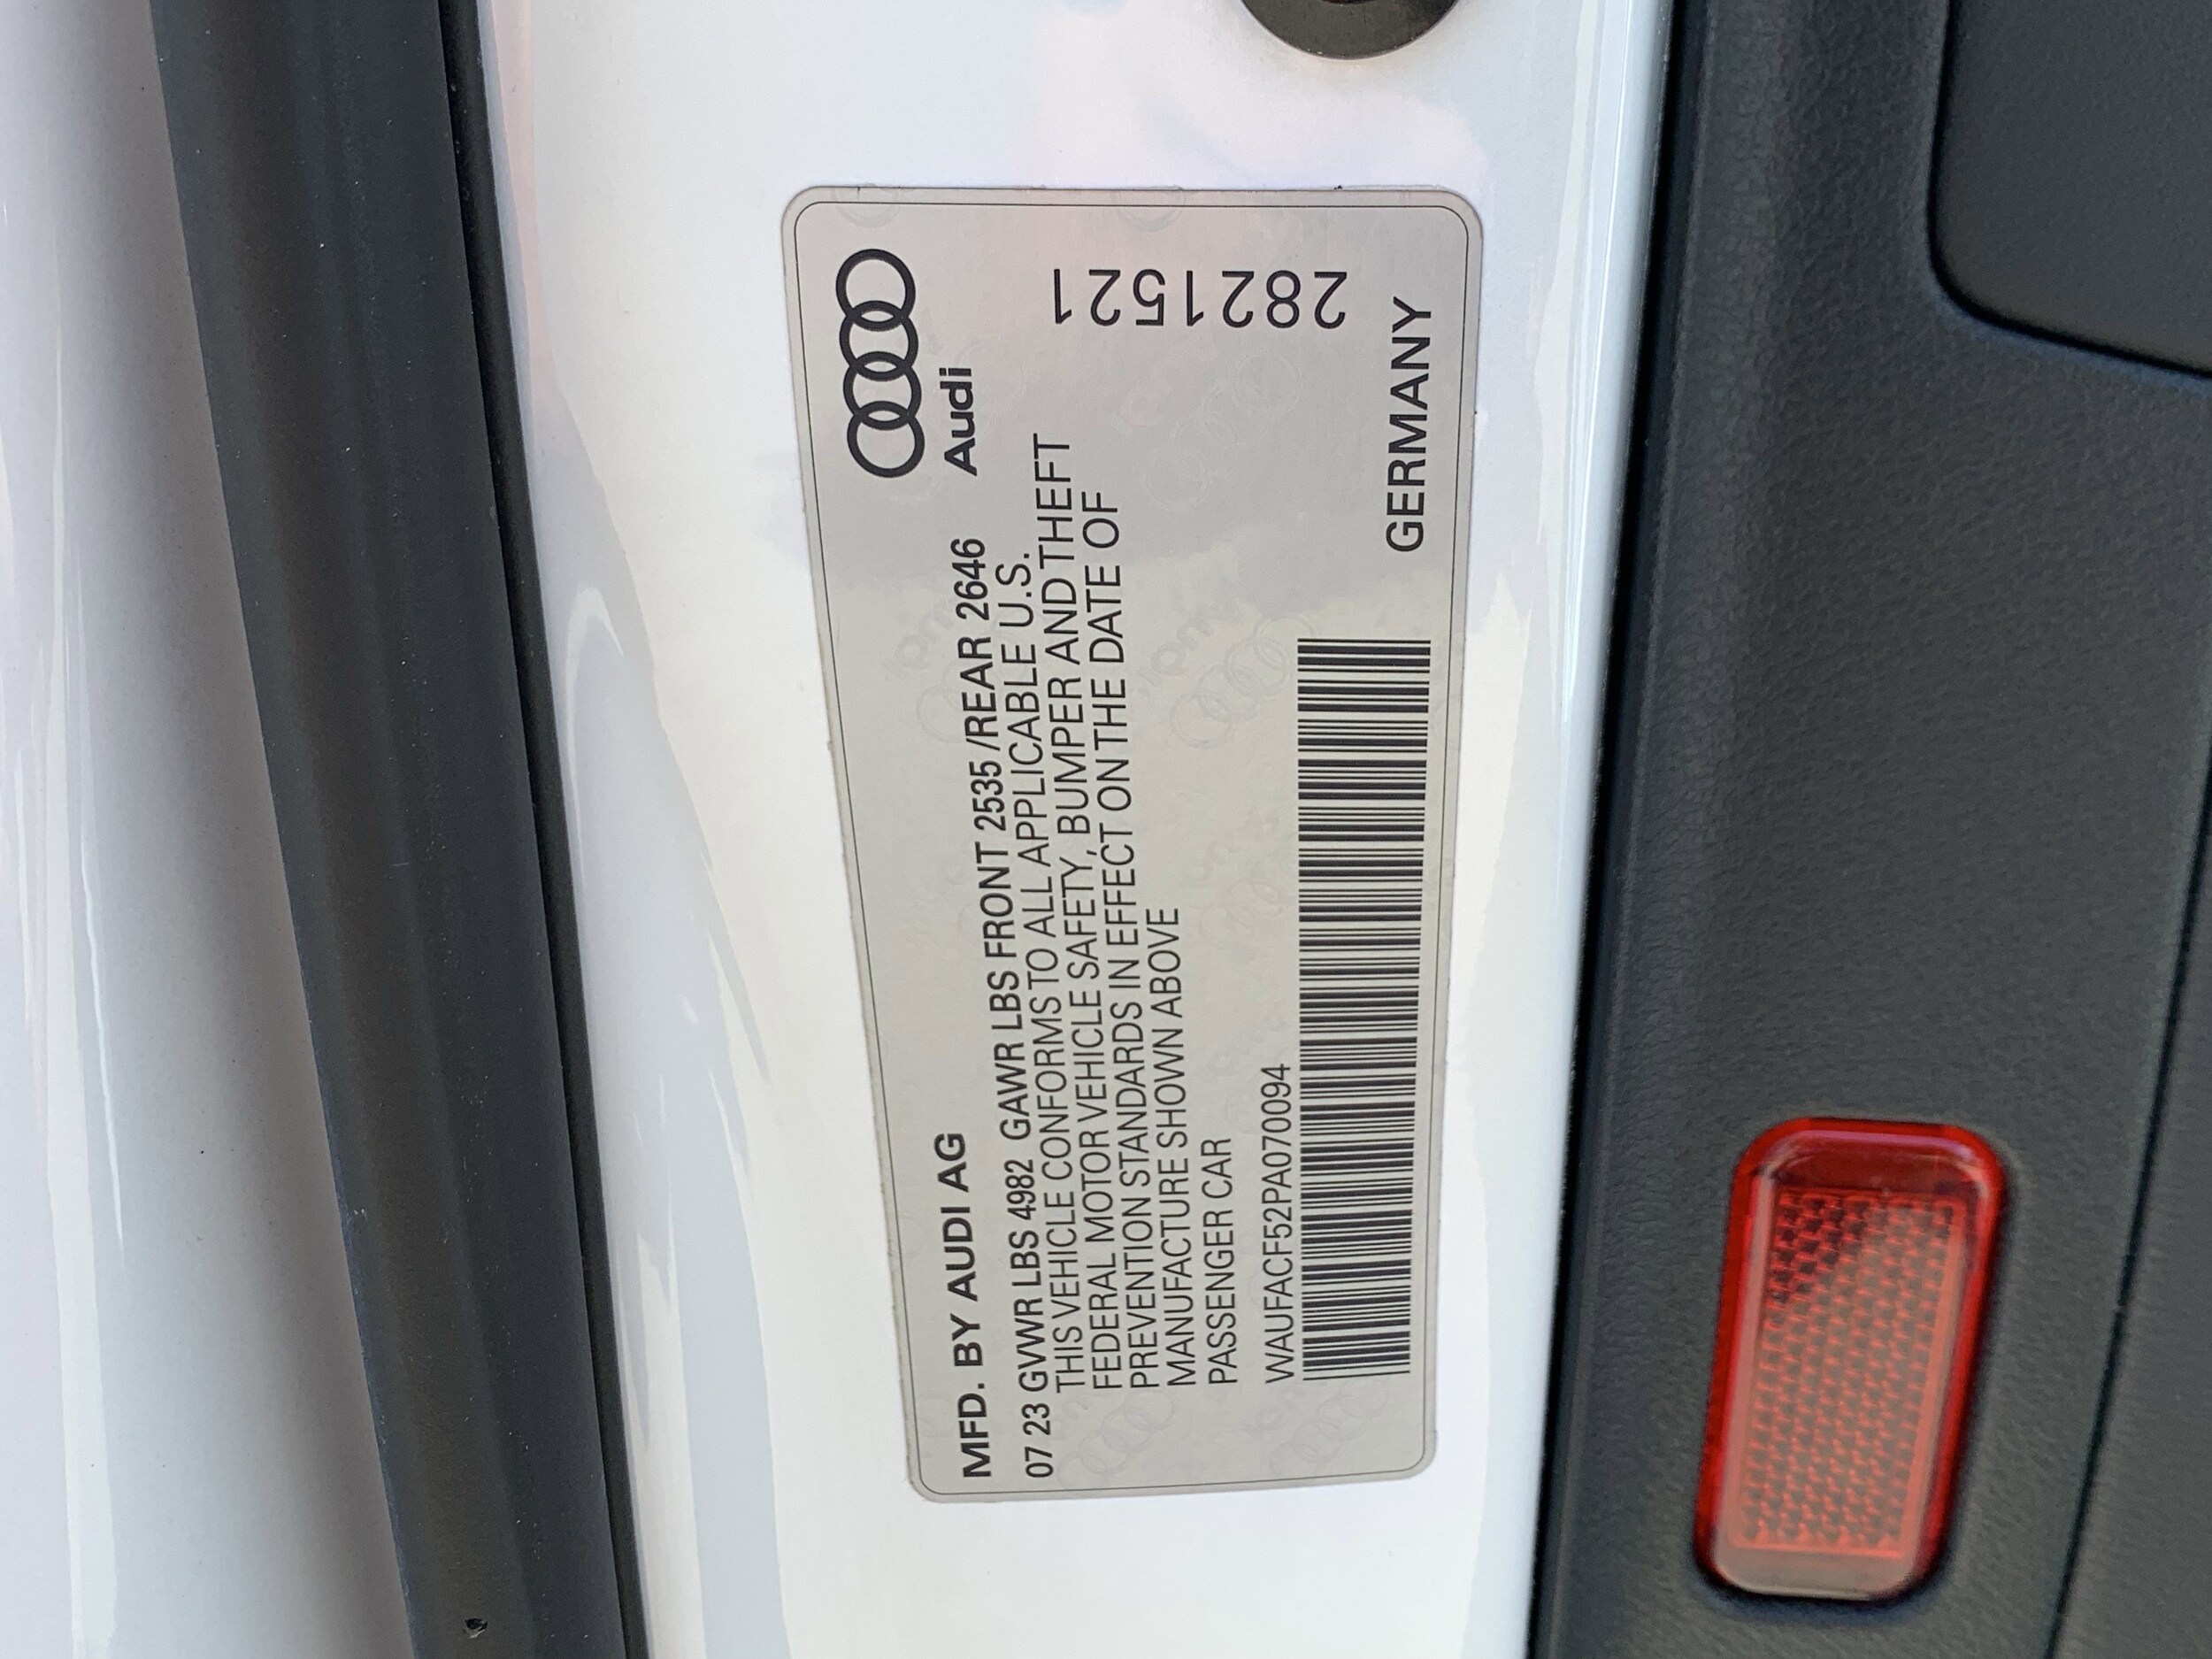 MFD. BY AUDI AG
Audi
07 23 GVWR LBS 4982 GAWR LBS FRONT 2535 /REAR 2646
THIS VEHICLE CONFORMS TO ALL APPLICABLE U.S.
FEDERAL MOTOR VEHICLE SAFETY, BUMPER AND THEFT
PREVENTION STANDARDS IN EFFECT ON THE DATE OF
MANUFACTURE SHOWN ABOVE
PASSENGER CAR
2821521
WAUFACF52PA070094
GERMANY